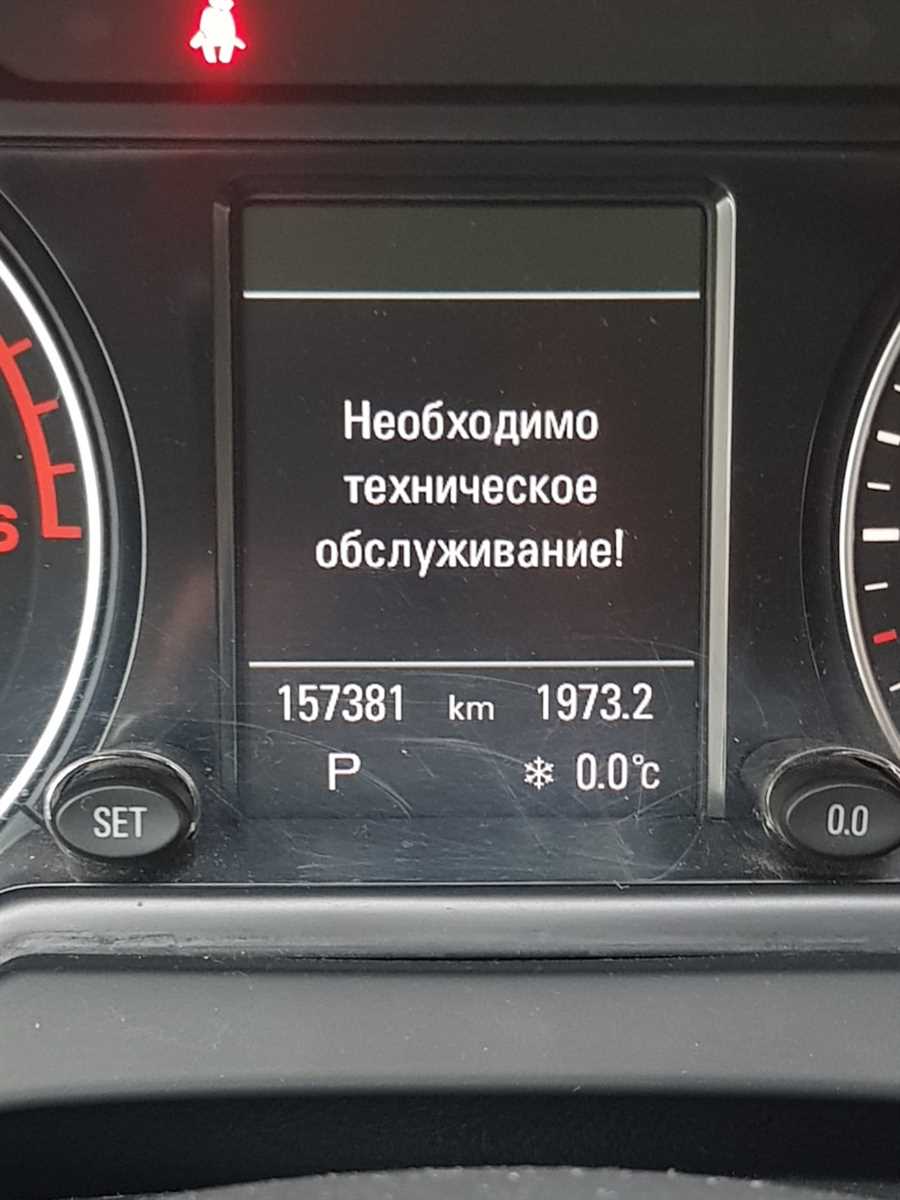 Необходимо
техническое
обслуживание!
157381 km 1973.2
P 0.0°c
SET
0.0